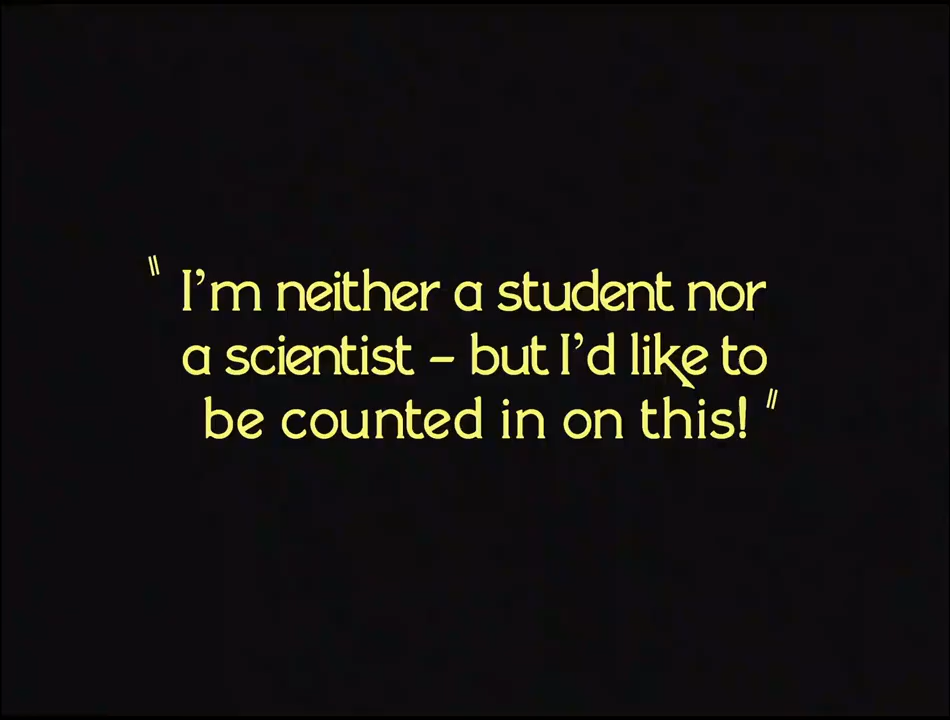 " I'm neither a student nor
a scientist – but I'd like to
be counted in on this! "